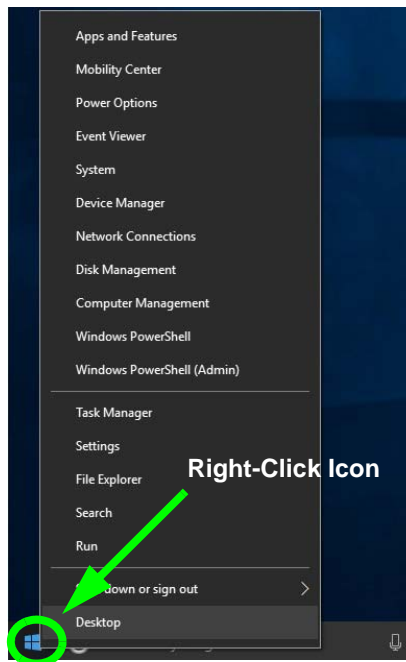 Apps and Features
Mobility Center
Power Options
Event Viewer
System
Device Manager
Network Connections
Disk Management
Computer Management
Windows PowerShell
Windows PowerShell (Admin)
Task Manager
Settings
Right-Click Icon
File Explorer
Search
Run
down or sign out
Desktop